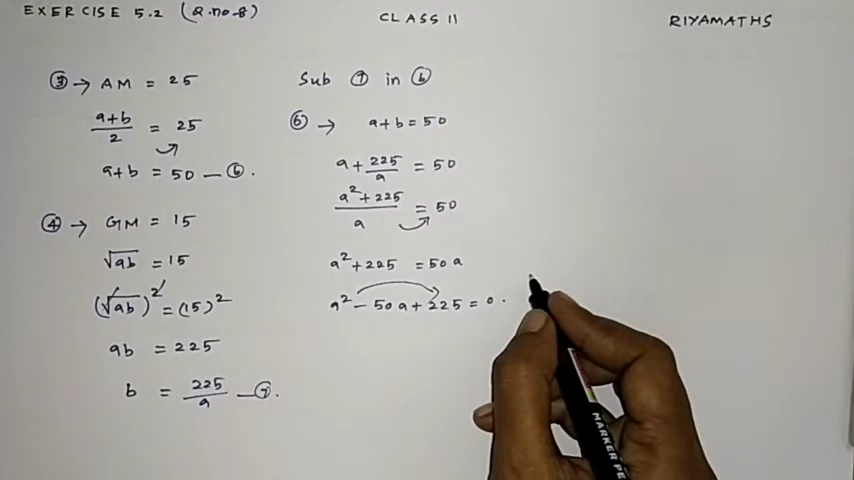 EXERCISE 5.2 (Q.no-8)
CLASS 11
RIYAMATHS
③ → AM = 25
a+b/2 = 25
a+b = 50 — ⑥.
④ → GM = 15
√ab = 15
(√ab)² = (15)²
ab = 225
b = 225/a — ⑦.
Sub ⑦ in ⑥
⑥ → a+b = 50
a + 225/a = 50
a²+225/a = 50
a²+225 = 50a
a² - 50a + 225 = 0.
MARKER PE